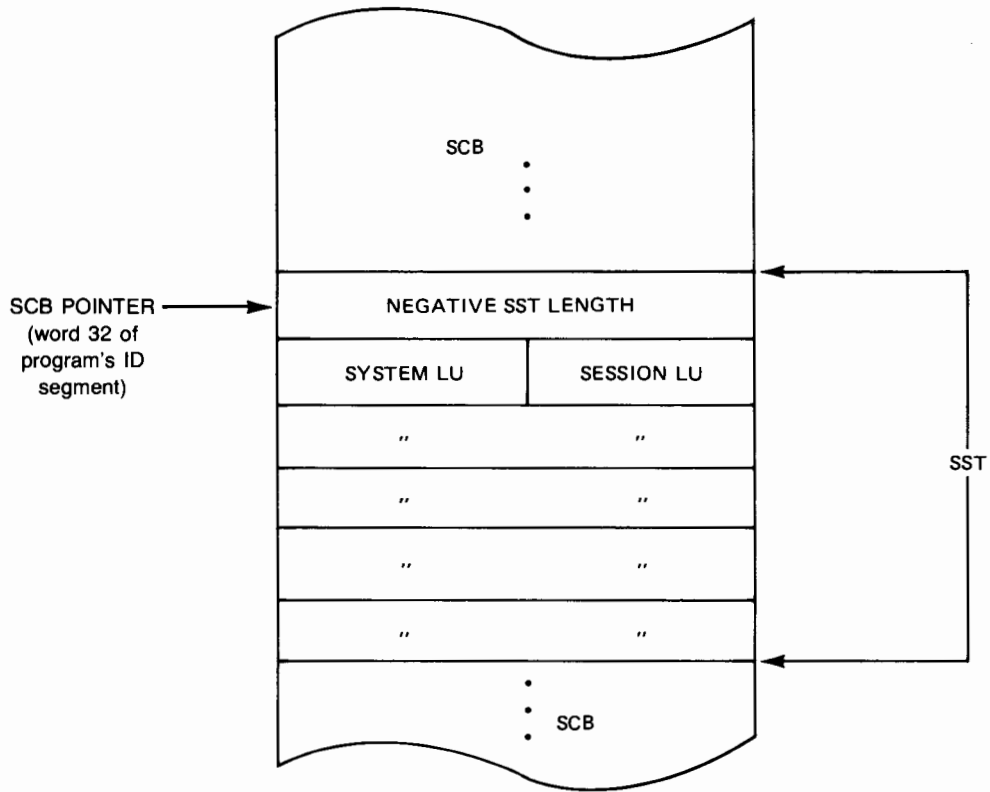 SCB
NEGATIVE SST LENGTH
SCB POINTER
(word 32 of
program's ID
segment)
SYSTEM LU SESSION LU
" "
" "
SST
" "
" "
SCB